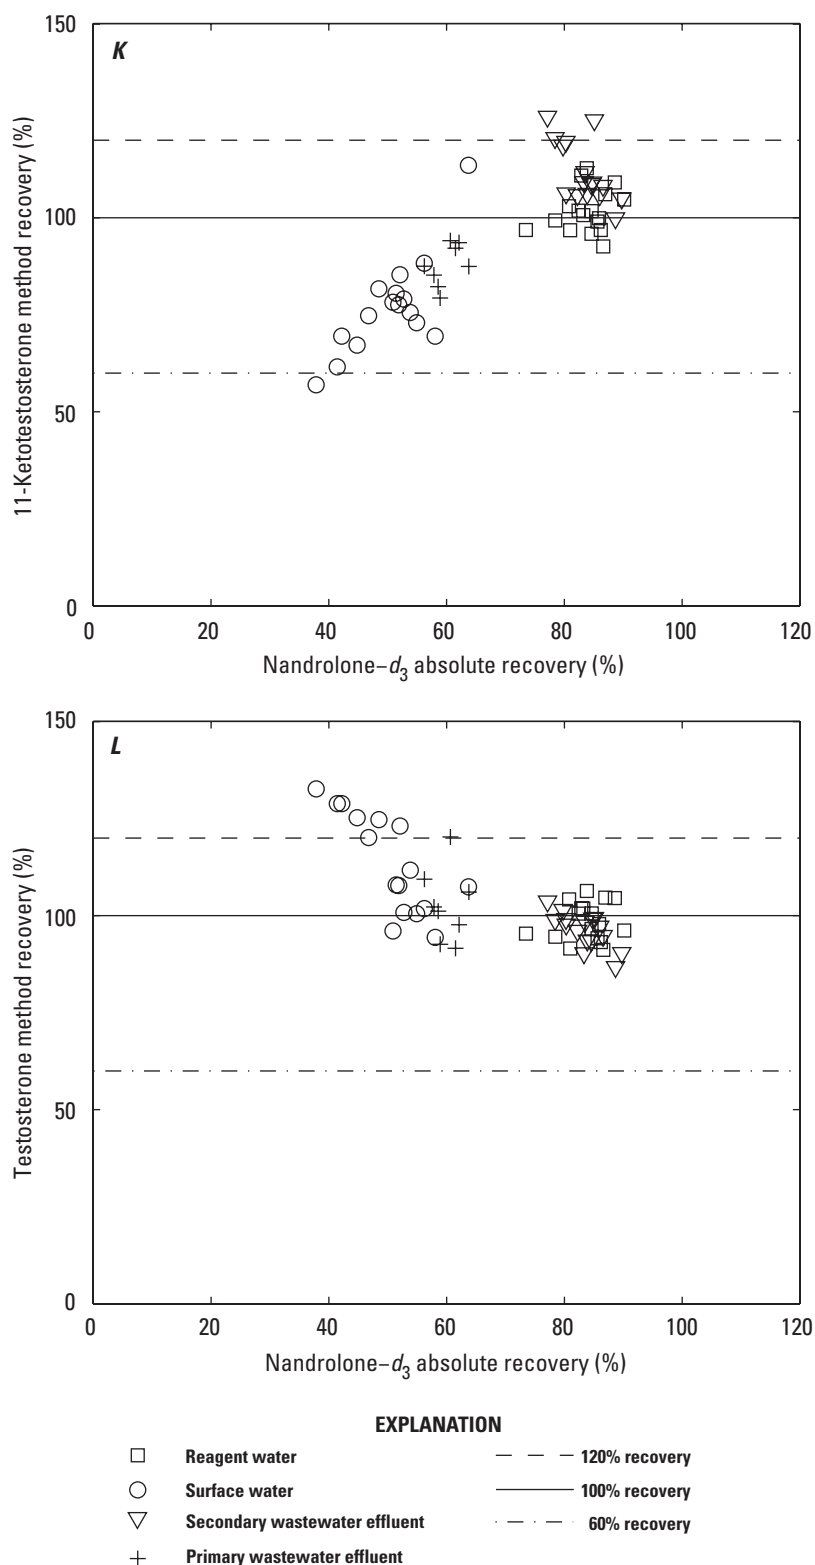 150
K
100
50
0
11-Ketotestosterone method recovery (%)
0 20 40 60 80 100 120
Nandrolone–d3 absolute recovery (%)
150
L
100
50
0
Testosterone method recovery (%)
0 20 40 60 80 100 120
Nandrolone–d3 absolute recovery (%)
EXPLANATION
Reagent water 120% recovery
Surface water 100% recovery
Secondary wastewater effluent 60% recovery
Primary wastewater effluent